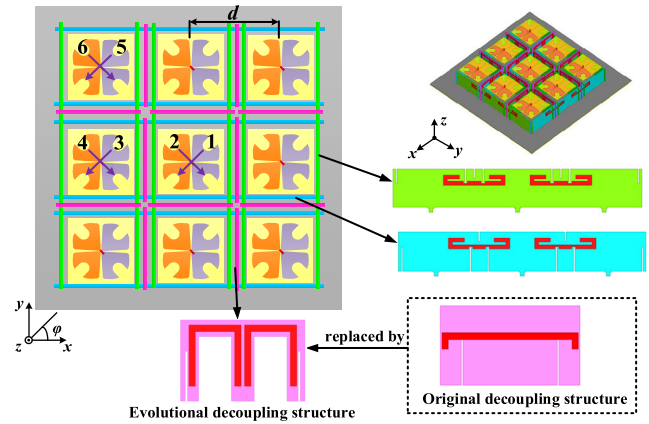 d
6 5
4 3
2 1
z
x y
y
φ
z x
replaced by
Evolutional decoupling structure
Original decoupling structure